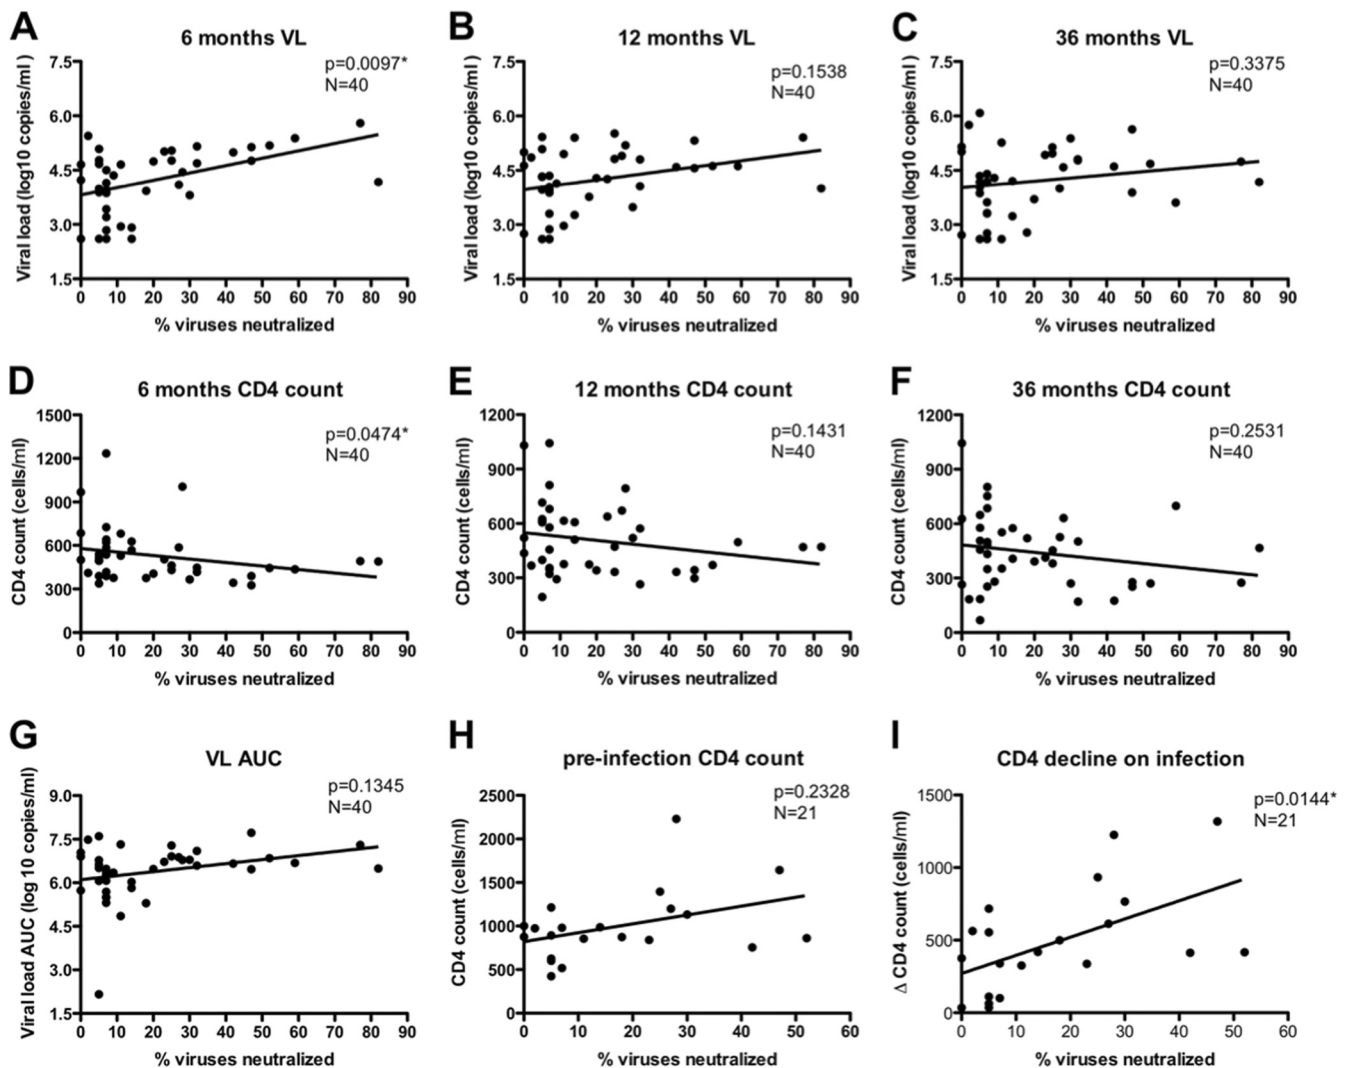 A
6 months VL
p=0.0097*
N=40
Viral load (log10 copies/ml )
7.5
6.0
4.5
3.0
1.5
0 10 20 30 40 50 60 70 80 90
% viruses neutralized
B
12 months VL
p=0.1538
N=40
Viral load (log10 copies/ml )
7.5
6.0
4.5
3.0
1.5
0 10 20 30 40 50 60 70 80 90
% viruses neutralized
C
36 months VL
p=0.3375
N=40
Viral load (log10 copies/ml )
7.5
6.0
4.5
3.0
1.5
0 10 20 30 40 50 60 70 80 90
% viruses neutralized
D
6 months CD4 count
p=0.0474*
N=40
CD4 count (cells/ml)
1500
1200
900
600
300
0
0 10 20 30 40 50 60 70 80 90
% viruses neutralized
E
12 months CD4 count
p=0.1431
N=40
CD4 count (cells/ml)
1200
900
600
300
0
0 10 20 30 40 50 60 70 80 90
% viruses neutralized
F
36 months CD4 count
p=0.2531
N=40
CD4 count (cells/ml)
1200
900
600
300
0
0 10 20 30 40 50 60 70 80 90
% viruses neutralized
G
VL AUC
p=0.1345
N=40
Viral load AUC (log 10 copies/ml)
9.0
7.5
6.0
4.5
3.0
1.5
0 10 20 30 40 50 60 70 80 90
% viruses neutralized
H
pre-infection CD4 count
p=0.2328
N=21
CD4 count (cells/ml)
2500
2000
1500
1000
500
0
0 10 20 30 40 50 60
% viruses neutralized
I
CD4 decline on infection
p=0.0144*
N=21
Δ CD4 count (cells/ml)
1500
1000
500
0
0 10 20 30 40 50 60
% viruses neutralized